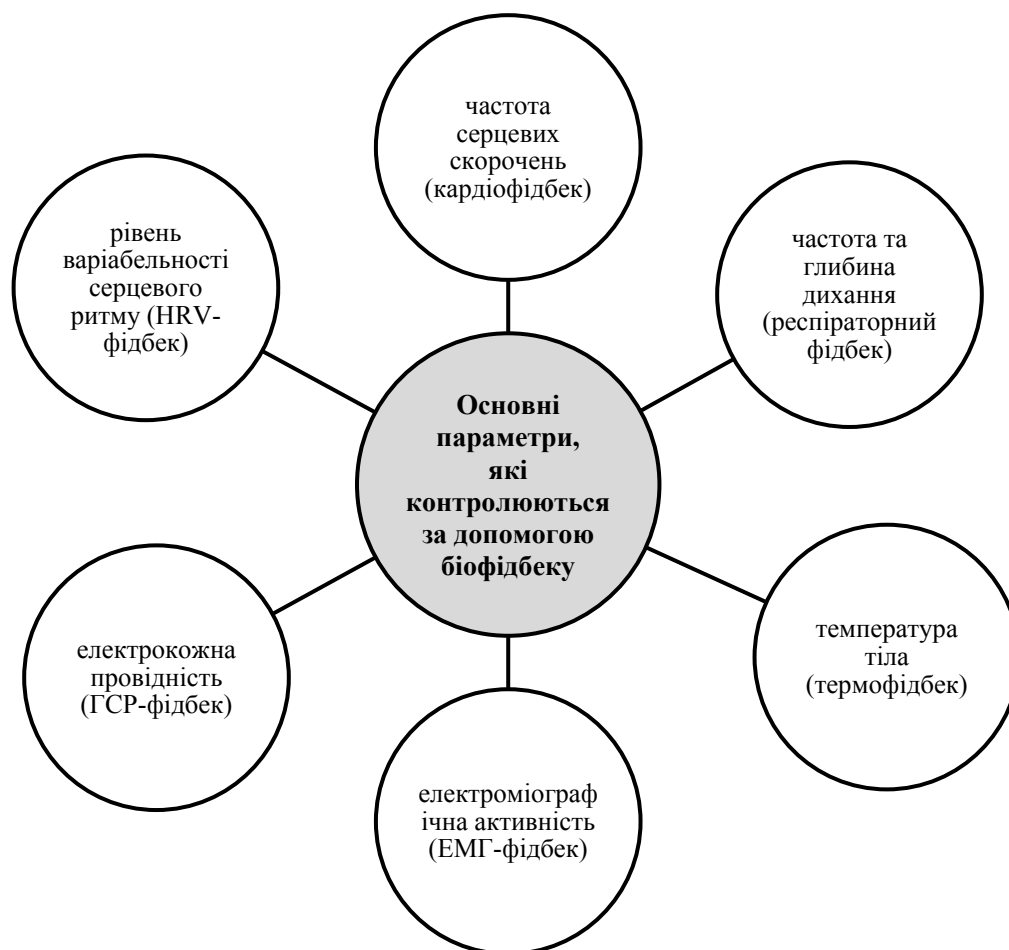 частота
серцевих
скорочень
(кардіофідбек)
частота та
глибина
дихання
(респіраторний
фідбек)
температура
тіла
(термофідбек)
електроміограф
ічна активність
(ЕМГ-фідбек)
електрокожна
провідність
(ГСР-фідбек)
рівень
варіабельності
серцевого
ритму (HRV-
фідбек)
Основні
параметри,
які
контролюються
за допомогою
біофідбеку